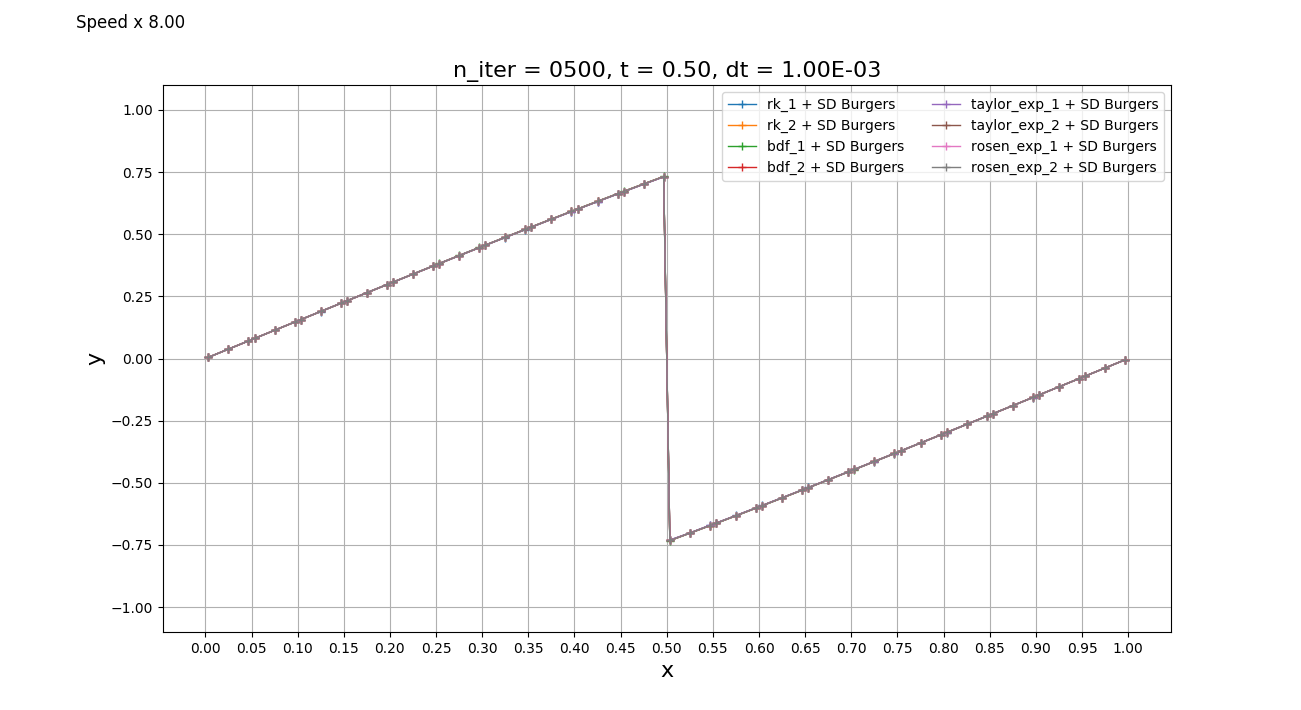 Speed x 8.00
n_iter = 0500, t = 0.50, dt = 1.00E-03
rk_1 + SD Burgers
rk_2 + SD Burgers
bdf_1 + SD Burgers
bdf_2 + SD Burgers
taylor_exp_1 + SD Burgers
taylor_exp_2 + SD Burgers
rosen_exp_1 + SD Burgers
rosen_exp_2 + SD Burgers
1.00
0.75
0.50
0.25
0.00
−0.25
−0.50
−0.75
−1.00
y
0.00 0.05 0.10 0.15 0.20 0.25 0.30 0.35 0.40 0.45 0.50 0.55 0.60 0.65 0.70 0.75 0.80 0.85 0.90 0.95 1.00
x